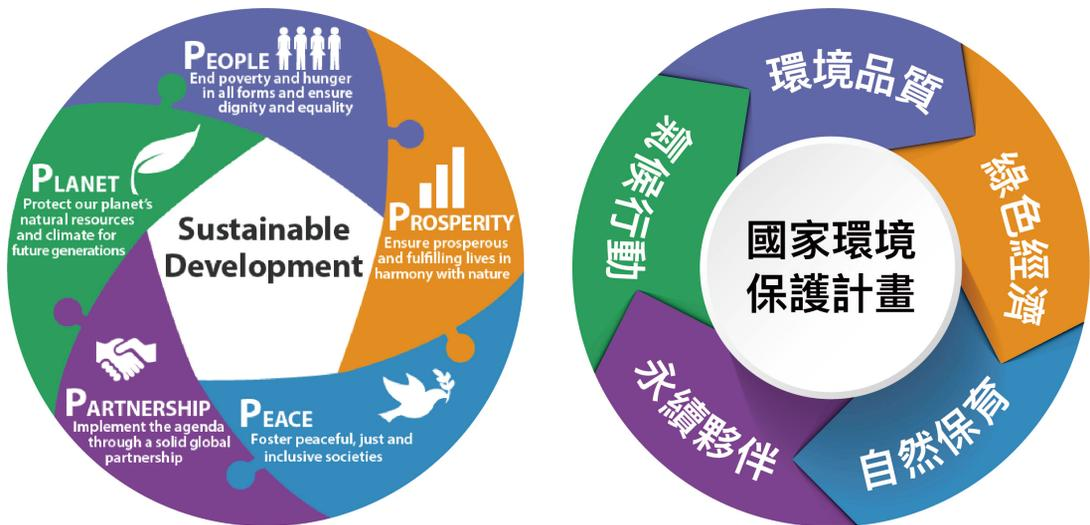 PEOPLE
End poverty and hunger
in all forms and ensure
dignity and equality
PROSPERITY
Ensure prosperous
and fulfilling lives in
harmony with nature
PEACE
Foster peaceful, just and
inclusive societies
PARTNERSHIP
Implement the agenda
through a solid global
partnership
PLANET
Protect our planet’s
natural resources
and climate for
future generations
Sustainable
Development
環境品質
綠色經濟
自然保育
永續夥伴
氣候行動
國家環境
保護計畫